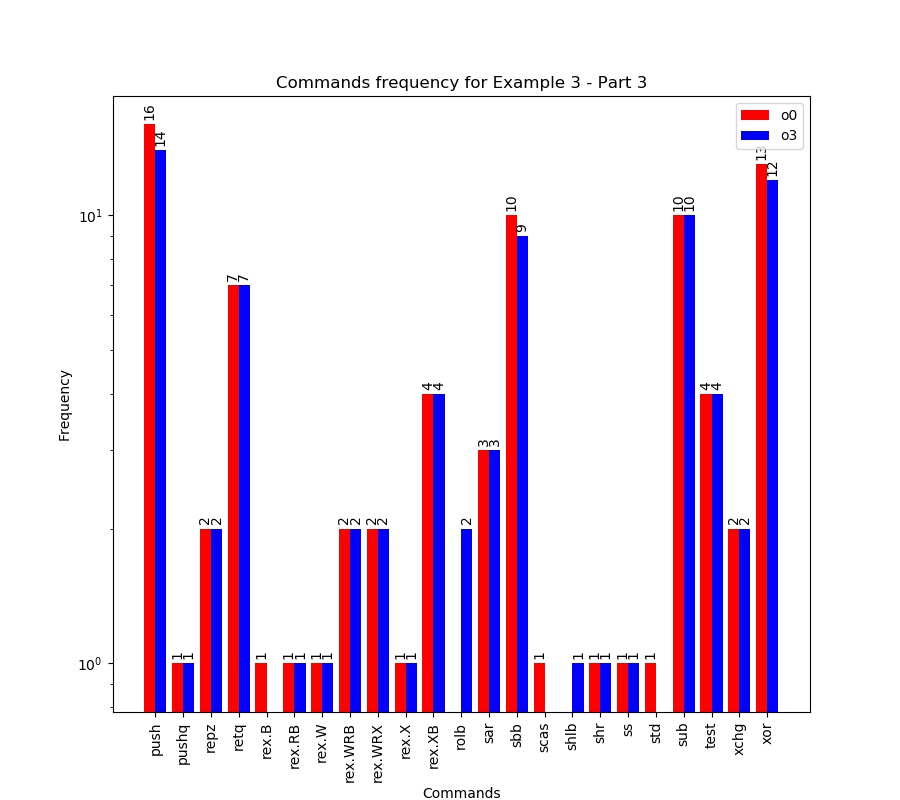 Commands frequency for Example 3 - Part 3
o0
o3
16
14
1
1
2
2
7
7
1
1
1
1
1
2
2
2
2
1
1
4
4
2
3
3
10
9
1
1
1
1
1
1
1
10
10
4
4
2
2
13
12
10^1
10^0
Frequency
push
pushq
repz
retq
rex.B
rex.RB
rex.W
rex.WRB
rex.WRX
rex.X
rex.XB
rolb
sar
sbb
scas
shlb
shr
ss
std
sub
test
xchg
xor
Commands